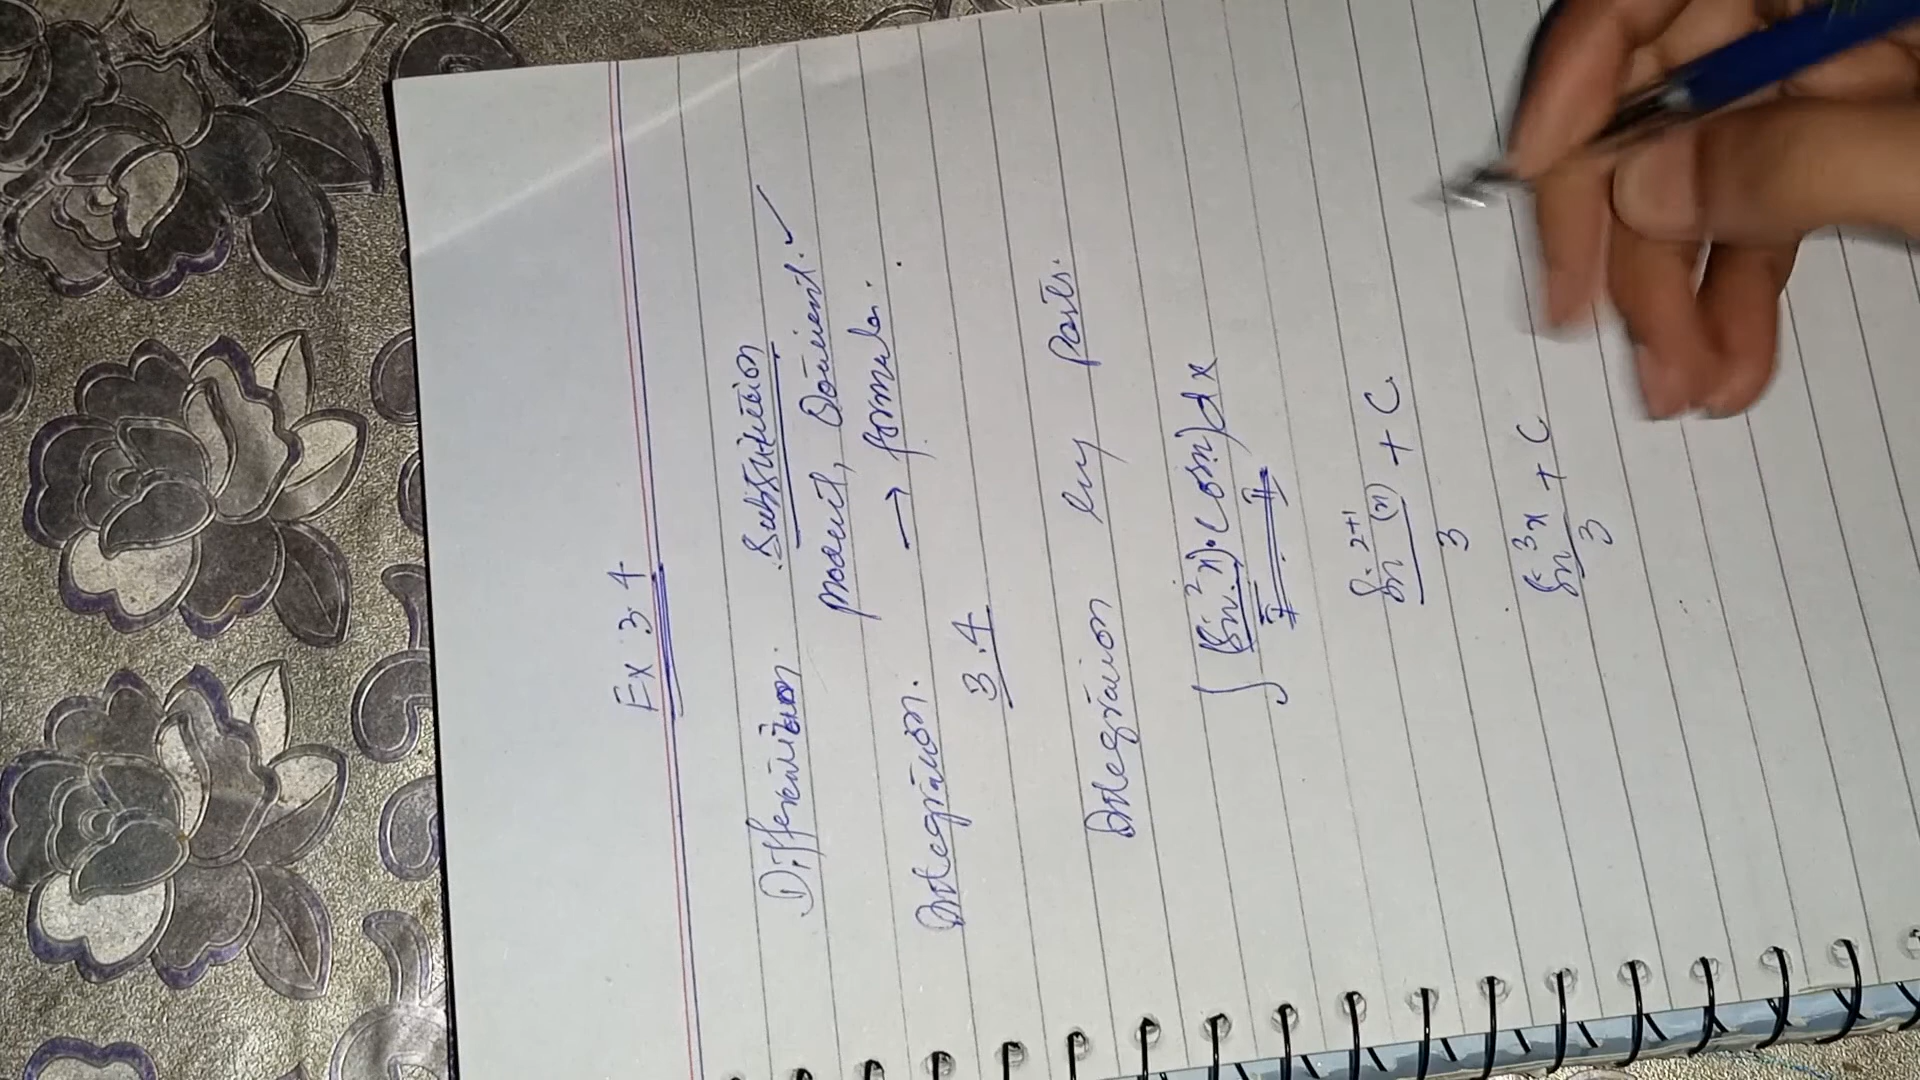 Ex 3.4
Differentiation. Substitution
product, Quotient. ✓
Integration. → formula.
3.4
Integration by parts.
∫ (Sin²x)·(Cosx)dx
I II
Sin²⁺¹(x)/3 + C
Sin³x/3 + C